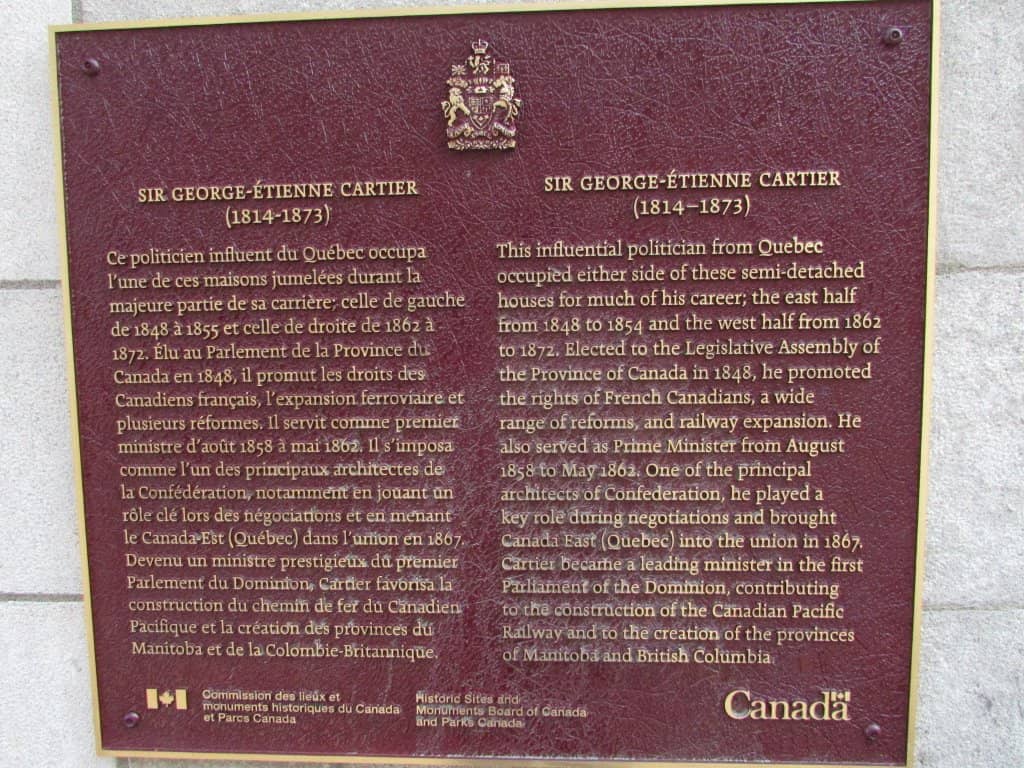 SIR GEORGE-ÉTIENNE CARTIER
(1814-1873)
Ce politicien influent du Québec occupa
l'une de ces maisons jumelées durant la
majeure partie de sa carrière; celle de gauche
de 1848 à 1855 et celle de droite de 1862 à
1872. Élu au Parlement de la Province du
Canada en 1848, il promut les droits des
Canadiens français, l'expansion ferroviaire et
plusieurs réformes. Il servit comme premier
ministre d'août 1858 à mai 1862. Il s'imposa
comme l'un des principaux architectes de
la Confédération, notamment en jouant un
rôle clé lors des négociations et en menant
le Canada-Est (Québec) dans l'union en 1867.
Devenu un ministre prestigieux du premier
Parlement du Dominion, Cartier favorisa la
construction du chemin de fer du Canadien
Pacifique et la création des provinces du
Manitoba et de la Colombie-Britannique.
SIR GEORGE-ÉTIENNE CARTIER
(1814–1873)
This influential politician from Quebec
occupied either side of these semi-detached
houses for much of his career; the east half
from 1848 to 1854 and the west half from 1862
to 1872. Elected to the Legislative Assembly of
the Province of Canada in 1848, he promoted
the rights of French Canadians, a wide
range of reforms, and railway expansion. He
also served as Prime Minister from August
1858 to May 1862. One of the principal
architects of Confederation, he played a
key role during negotiations and brought
Canada East (Quebec) into the union in 1867.
Cartier became a leading minister in the first
Parliament of the Dominion, contributing
to the construction of the Canadian Pacific
Railway and to the creation of the provinces
of Manitoba and British Columbia.
Commission des lieux et
monuments historiques du Canada
et Parcs Canada
Historic Sites and
Monuments Board of Canada
and Parks Canada
Canada